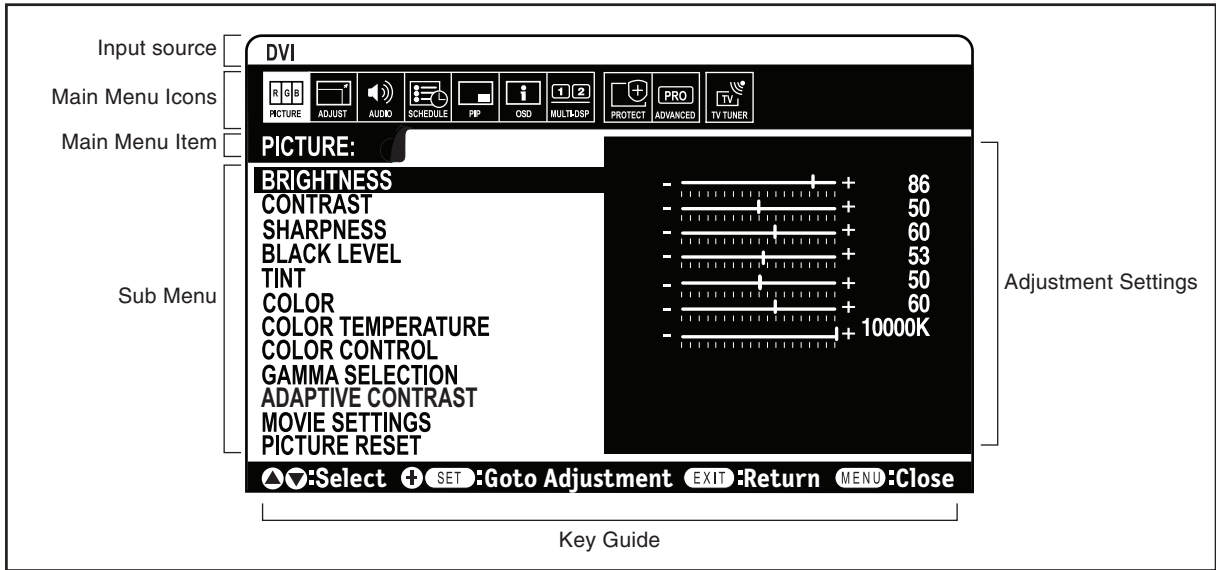 Input source
DVI
Main Menu Icons
R G B PICTURE
ADJUST
AUDIO
SCHEDULE
PIP
OSD
1 2 MULTI-DSP
PROTECT
PRO ADVANCED
TV TV TUNER
Main Menu Item
PICTURE:
Sub Menu
BRIGHTNESS - + 86
CONTRAST - + 50
SHARPNESS - + 60
BLACK LEVEL - + 53
TINT - + 50
COLOR - + 60
COLOR TEMPERATURE - + 10000K
COLOR CONTROL
GAMMA SELECTION
ADAPTIVE CONTRAST
MOVIE SETTINGS
PICTURE RESET
Adjustment Settings
:Select + SET :Goto Adjustment EXIT :Return MENU :Close
Key Guide